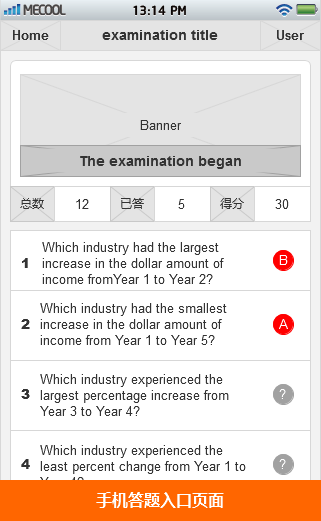 MECOOL 13:14 PM
Home examination title User
Banner
The examination began
总数 12 已答 5 得分 30
1 Which industry had the largest
increase in the dollar amount of
income fromYear 1 to Year 2?
B
2 Which industry had the smallest
increase in the dollar amount of
income from Year 1 to Year 5?
A
3 Which industry experienced the
largest percentage increase from
Year 3 to Year 4?
?
4 Which industry experienced the
least percent change from Year 1 to
?
手机答题入口页面